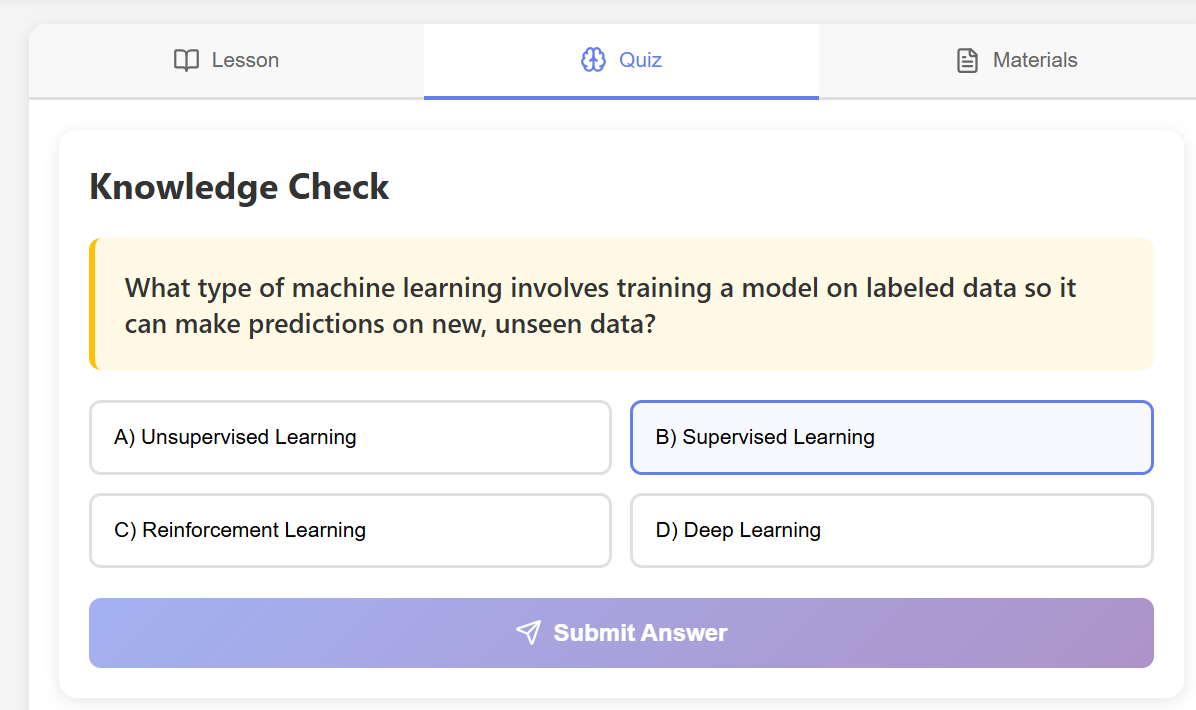 Lesson
Quiz
Materials
Knowledge Check
What type of machine learning involves training a model on labeled data so it
can make predictions on new, unseen data?
A) Unsupervised Learning
B) Supervised Learning
C) Reinforcement Learning
D) Deep Learning
Submit Answer